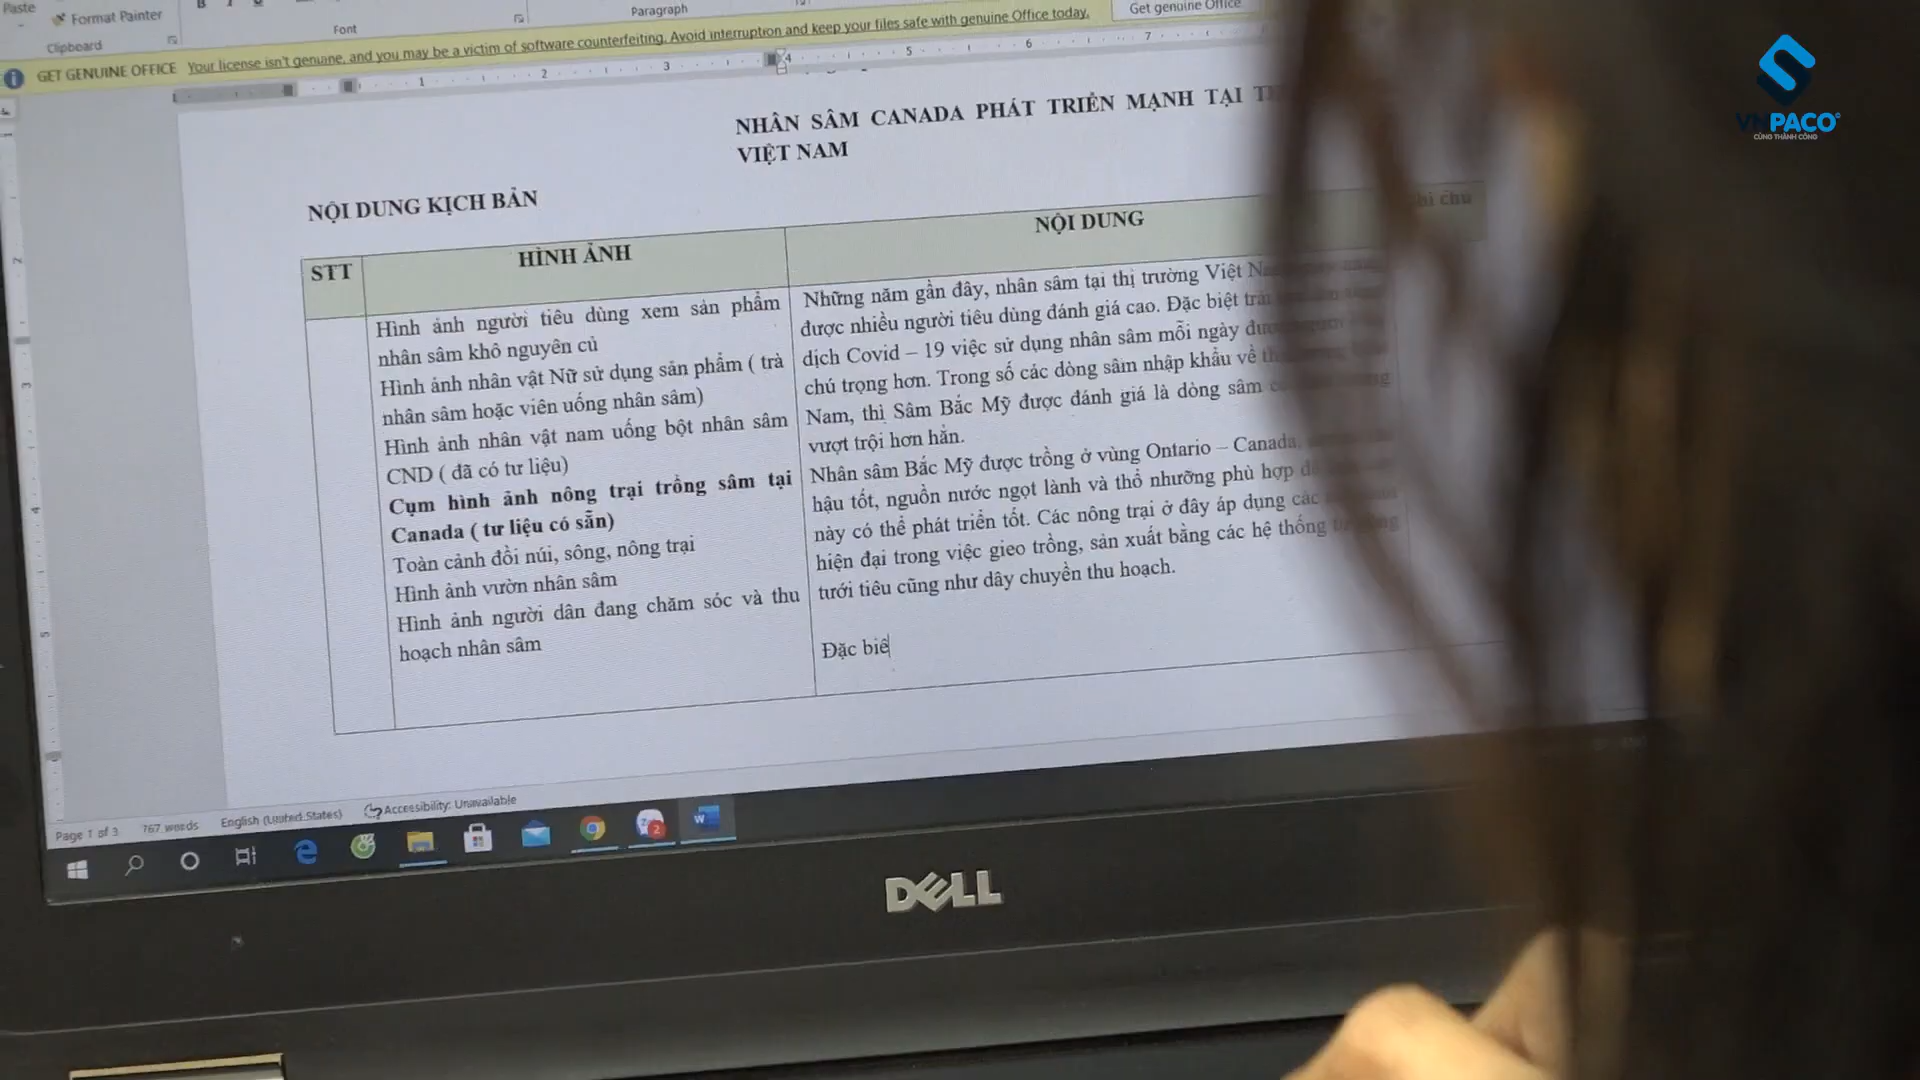 Paste
Format Painter
Clipboard
Font
Paragraph
Get genuine Office
GET GENUINE OFFICE Your license isn't genuine, and you may be a victim of software counterfeiting. Avoid interruption and keep your files safe with genuine Office today.
1 2 3 4 5 6 7
VNPACO
CÙNG THÀNH CÔNG
NHÂN SÂM CANADA PHÁT TRIỂN MẠNH TẠI
VIỆT NAM
NỘI DUNG KỊCH BẢN
STT HÌNH ẢNH NỘI DUNG chú
Hình ảnh người tiêu dùng xem sản phẩm
nhân sâm khô nguyên củ
Hình ảnh nhân vật Nữ sử dụng sản phẩm ( trà
nhân sâm hoặc viên uống nhân sâm)
Hình ảnh nhân vật nam uống bột nhân sâm
CND ( đã có tư liệu)
Cụm hình ảnh nông trại trồng sâm tại
Canada ( tư liệu có sẵn)
Toàn cảnh đồi núi, sông, nông trại
Hình ảnh vườn nhân sâm
Hình ảnh người dân đang chăm sóc và thu
hoạch nhân sâm
Những năm gần đây, nhân sâm tại thị trường Việt
được nhiều người tiêu dùng đánh giá cao. Đặc biệt
dịch Covid – 19 việc sử dụng nhân sâm mỗi ngày
chú trọng hơn. Trong số các dòng sâm nhập khẩu về
Nam, thì Sâm Bắc Mỹ được đánh giá là dòng sâm
vượt trội hơn hẳn.
Nhân sâm Bắc Mỹ được trồng ở vùng Ontario – Canada,
hậu tốt, nguồn nước ngọt lành và thổ nhưỡng phù hợp
này có thể phát triển tốt. Các nông trại ở đây áp dụng các
hiện đại trong việc gieo trồng, sản xuất bằng các hệ thống
tưới tiêu cũng như dây chuyền thu hoạch.
Đặc biê
Page 1 of 3 767 words English (United States) Accessibility: Unavailable
DELL